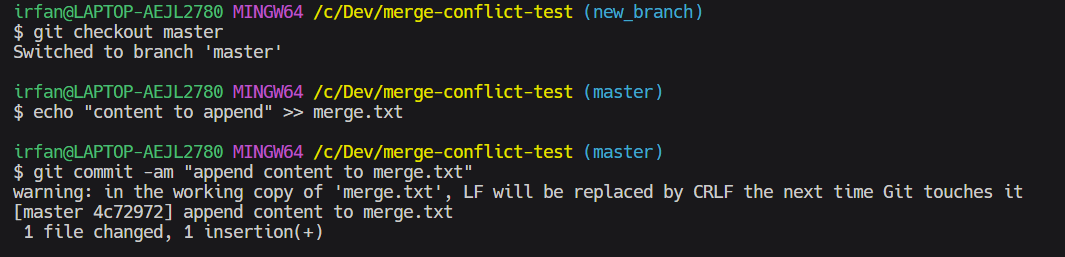 irfan@LAPTOP-AEJL2780 MINGW64 /c/Dev/merge-conflict-test (new_branch)
$ git checkout master
Switched to branch 'master'
irfan@LAPTOP-AEJL2780 MINGW64 /c/Dev/merge-conflict-test (master)
$ echo "content to append" >> merge.txt
irfan@LAPTOP-AEJL2780 MINGW64 /c/Dev/merge-conflict-test (master)
$ git commit -am "append content to merge.txt"
warning: in the working copy of 'merge.txt', LF will be replaced by CRLF the next time Git touches it
[master 4c72972] append content to merge.txt
 1 file changed, 1 insertion(+)